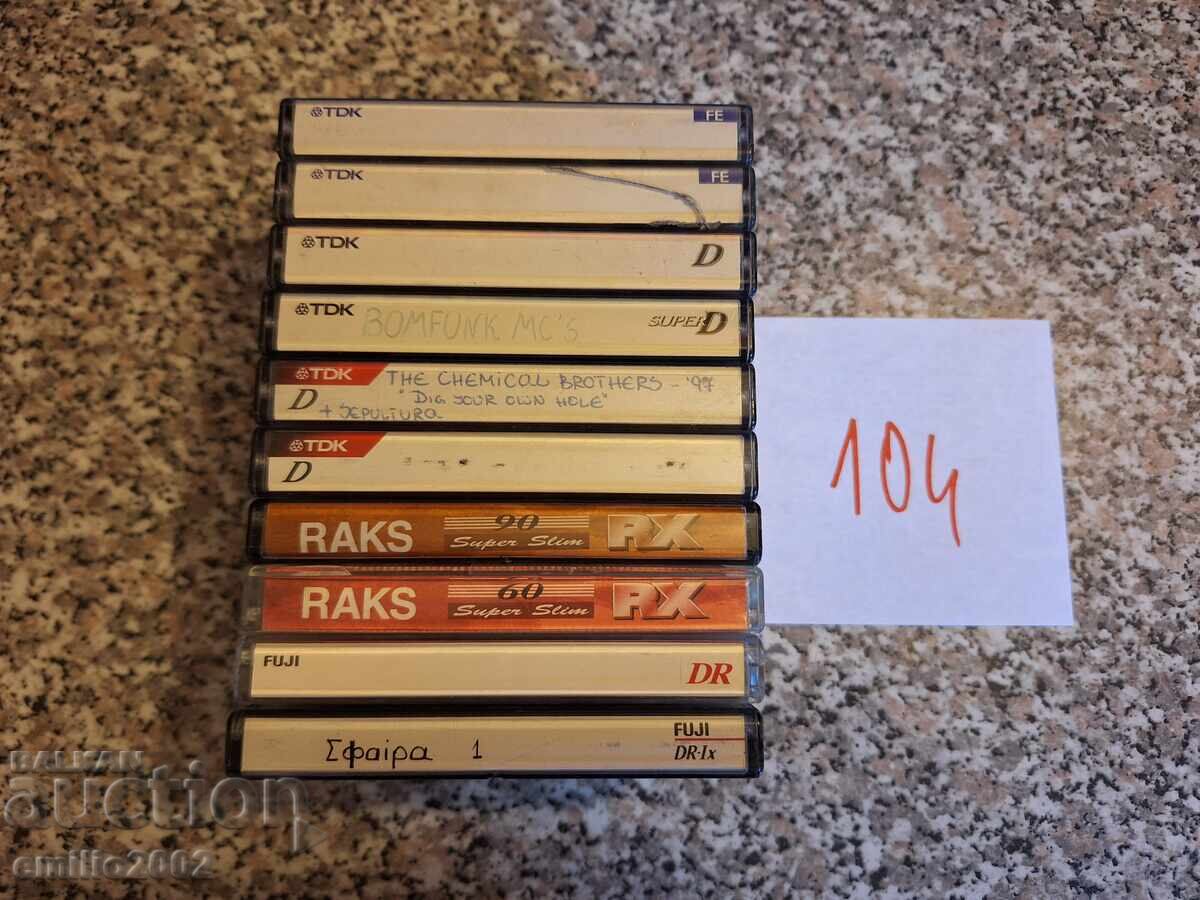 TDK FE
TDK FE
TDK D
TDK BOMFUNK MC'S SUPER D
TDK THE CHEMICAL BROTHERS - '97
D "DIG YOUR OWN HOLE"
+ SEPULTURA
TDK
D
RAKS 90 Super Slim RX
RAKS 60 Super Slim RX
FUJI DR
Σφαίρα 1 FUJI
DR-Ix
104
BALKAN
auction
emilio2002